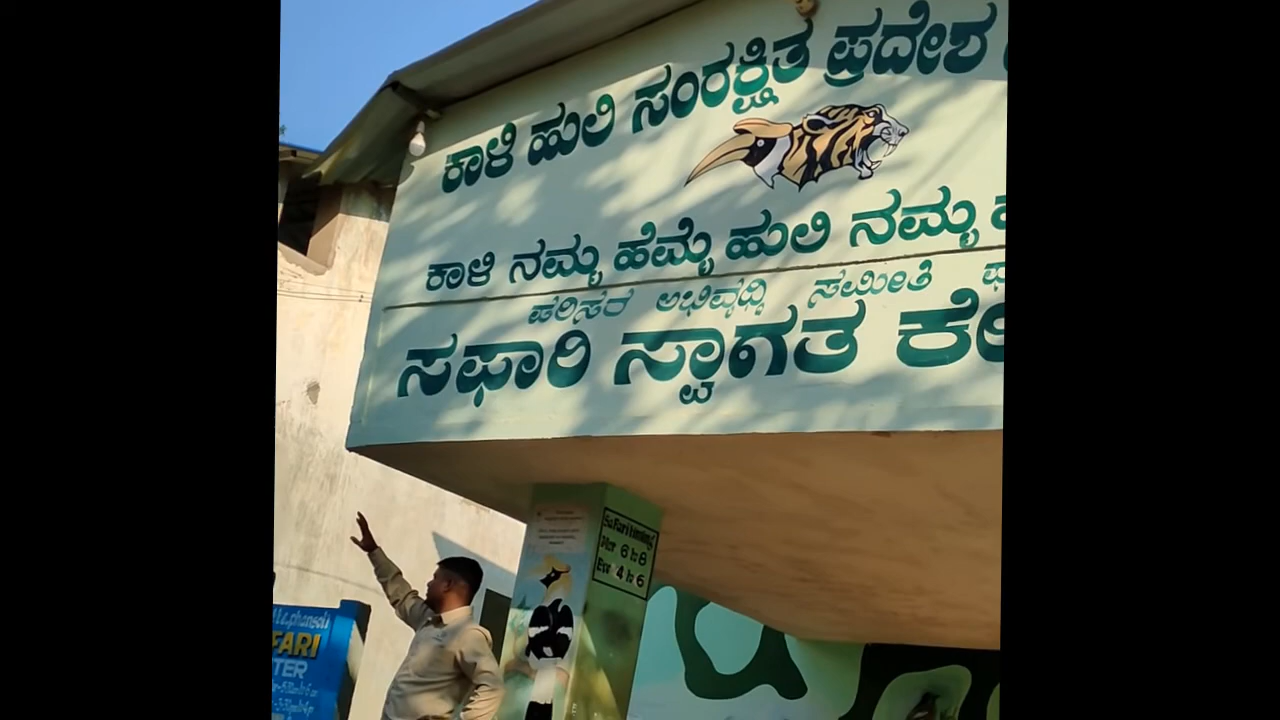 ಕಾಳಿ ಹುಲಿ ಸಂರಕ್ಷಿತ ಪ್ರದೇಶ
ಕಾಳಿ ನಮ್ಮ ಹೆಮ್ಮೆ ಹುಲಿ ನಮ್ಮ
ಪರಿಸರ ಅಭಿವೃದ್ಧಿ ಸಮಿತಿ
ಸಫಾರಿ ಸ್ವಾಗತ
Safari timing
Mor 6 to 8
Eve 4 to 6
phansoli
FARI
TER